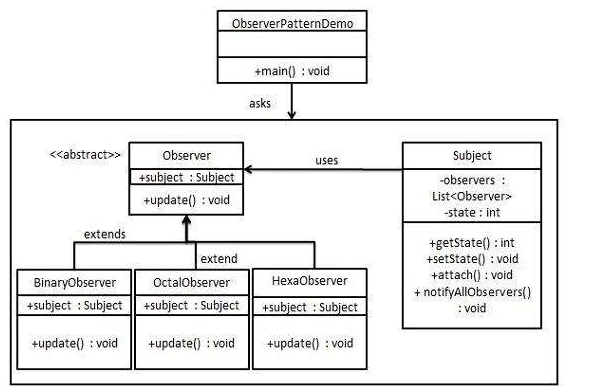 ObserverPatternDemo
+main() : void
asks
<<abstract>>
Observer
+subject : Subject
+update() : void
uses
Subject
-observers :
List<Observer>
-state : int
+getState() : int
+setState() : void
+attach() : void
+ notifyAllObservers()
: void
extends
extend
BinaryObserver
+subject : Subject
+update() : void
OctalObserver
+subject : Subject
+update() : void
HexaObserver
+subject : Subject
+update() : void